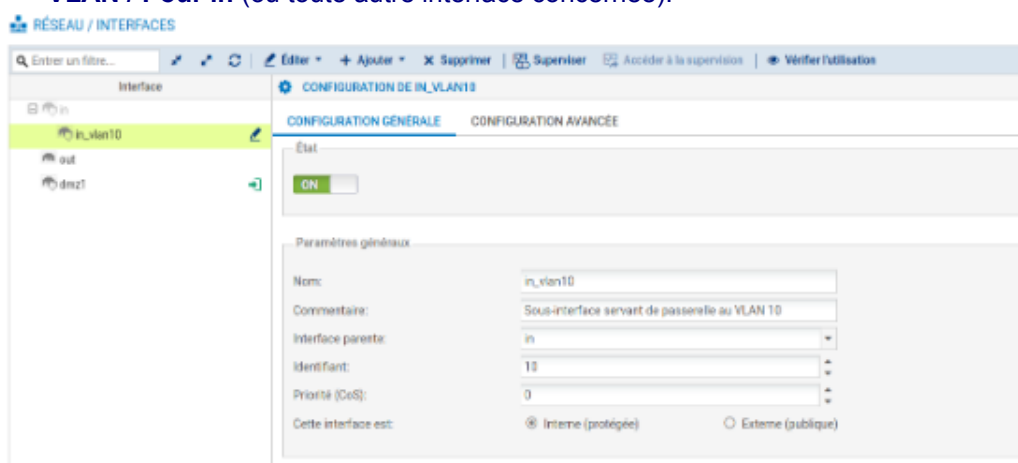 VLAN / Pour in (ou toute autre interface concernée).
RÉSEAU / INTERFACES
Entrer un filtre... Éditer + Ajouter x Supprimer Superviser Accéder à la supervision Vérifier l'utilisation
Interface CONFIGURATION DE IN_VLAN10
in
CONFIGURATION GÉNÉRALE CONFIGURATION AVANCÉE
in_vlan10
État
out
dmz1
ON
Paramètres généraux
Nom: in_vlan10
Commentaire: Sous-interface servant de passerelle au VLAN 10
Interface parente: in
Identifiant: 10
Priorité (CoS): 0
Cette interface est: Interne (protégée) Externe (publique)